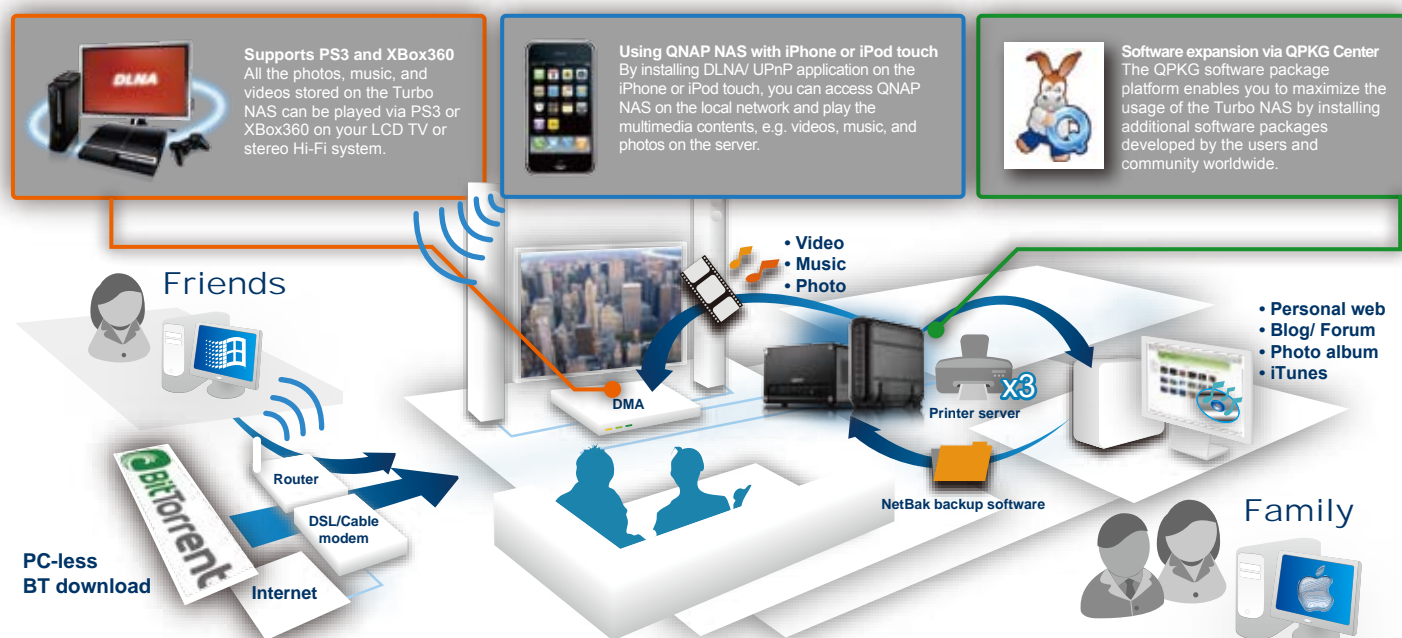 DLNA
Supports PS3 and XBox360
All the photos, music, and
videos stored on the Turbo
NAS can be played via PS3 or
XBox360 on your LCD TV or
stereo Hi-Fi system.
Using QNAP NAS with iPhone or iPod touch
By installing DLNA/ UPnP application on the
iPhone or iPod touch, you can access QNAP
NAS on the local network and play the
multimedia contents, e.g. videos, music, and
photos on the server.
Software expansion via QPKG Center
The QPKG software package
platform enables you to maximize the
usage of the Turbo NAS by installing
additional software packages
developed by the users and
community worldwide.
Friends
• Video
• Music
• Photo
• Personal web
• Blog/ Forum
• Photo album
• iTunes
DMA
x3
Printer server
NetBak backup software
Router
DSL/Cable
modem
BitTorrent
Internet
PC-less
BT download
Family